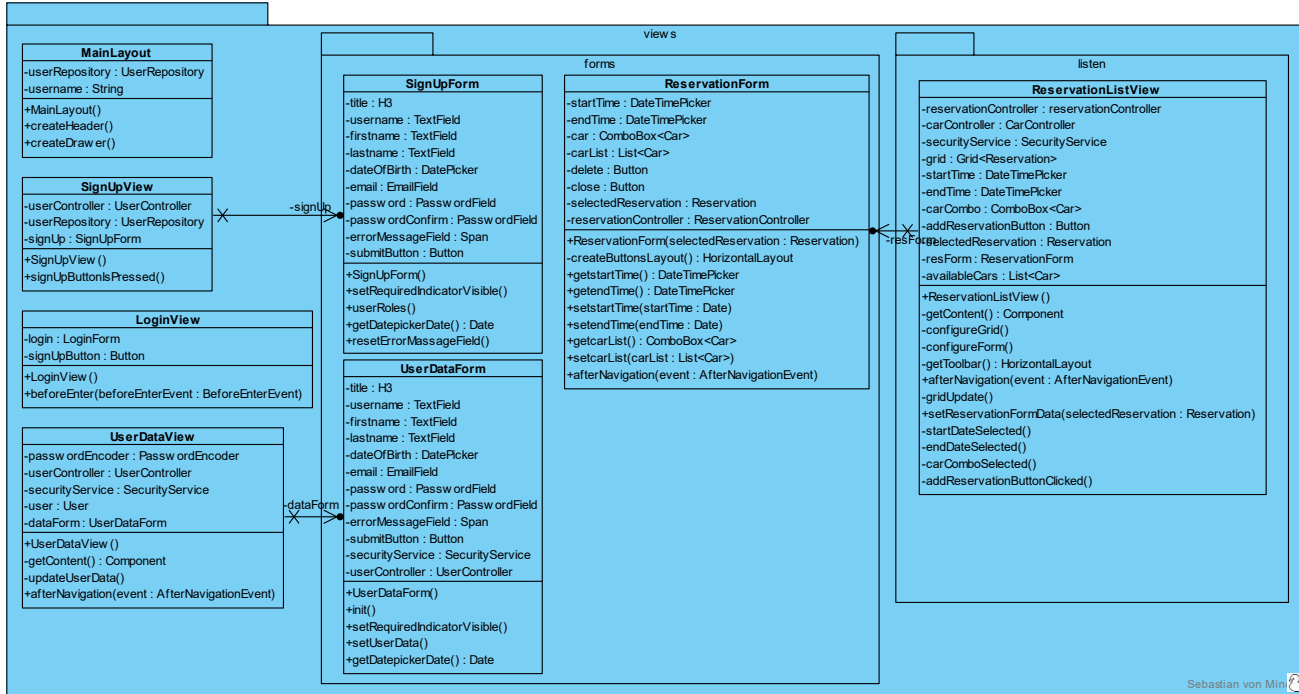 views
MainLayout
-userRepository : UserRepository
-username : String
+MainLayout()
+createHeader()
+createDrawer()
SignUpView
-userController : UserController
-userRepository : UserRepository
-signUp : SignUpForm
+SignUpView()
+signUpButtonIsPressed()
LoginView
-login : LoginForm
-signUpButton : Button
+LoginView()
+beforeEnter(beforeEnterEvent : BeforeEnterEvent)
UserDataView
-passwordEncoder : PasswordEncoder
-userController : UserController
-securityService : SecurityService
-user : User
-dataForm : UserDataForm
+UserDataView()
-getContent() : Component
-updateUserData()
+afterNavigation(event : AfterNavigationEvent)
-signUp
-dataForm
forms
SignUpForm
-title : H3
-username : TextField
-firstname : TextField
-lastname : TextField
-dateOfBirth : DatePicker
-email : EmailField
-password : PasswordField
-passwordConfirm : PasswordField
-errorMessageField : Span
-submitButton : Button
+SignUpForm()
+setRequiredIndicatorVisible()
+userRoles()
+getDatepickerDate() : Date
+resetErrorMassageField()
UserDataForm
-title : H3
-username : TextField
-firstname : TextField
-lastname : TextField
-dateOfBirth : DatePicker
-email : EmailField
-password : PasswordField
-passwordConfirm : PasswordField
-errorMessageField : Span
-submitButton : Button
-securityService : SecurityService
-userController : UserController
+UserDataForm()
+init()
+setRequiredIndicatorVisible()
+setUserData()
+getDatepickerDate() : Date
ReservationForm
-startTime : DateTimePicker
-endTime : DateTimePicker
-car : ComboBox<Car>
-carList : List<Car>
-delete : Button
-close : Button
-selectedReservation : Reservation
-reservationController : ReservationController
+ReservationForm(selectedReservation : Reservation)
-createButtonsLayout() : HorizontalLayout
+getstartTime() : DateTimePicker
+getendTime() : DateTimePicker
+setstartTime(startTime : Date)
+setendTime(endTime : Date)
+getcarList() : ComboBox<Car>
+setcarList(carList : List<Car>)
+afterNavigation(event : AfterNavigationEvent)
-resForm
listen
ReservationListView
-reservationController : reservationController
-carController : CarController
-securityService : SecurityService
-grid : Grid<Reservation>
-startTime : DateTimePicker
-endTime : DateTimePicker
-carCombo : ComboBox<Car>
-addReservationButton : Button
-selectedReservation : Reservation
-resForm : ReservationForm
-availableCars : List<Car>
+ReservationListView()
-getContent() : Component
-configureGrid()
-configureForm()
-getToolbar() : HorizontalLayout
+afterNavigation(event : AfterNavigationEvent)
-gridUpdate()
+setReservationFormData(selectedReservation : Reservation)
-startDateSelected()
-endDateSelected()
-carComboSelected()
-addReservationButtonClicked()
Sebastian von